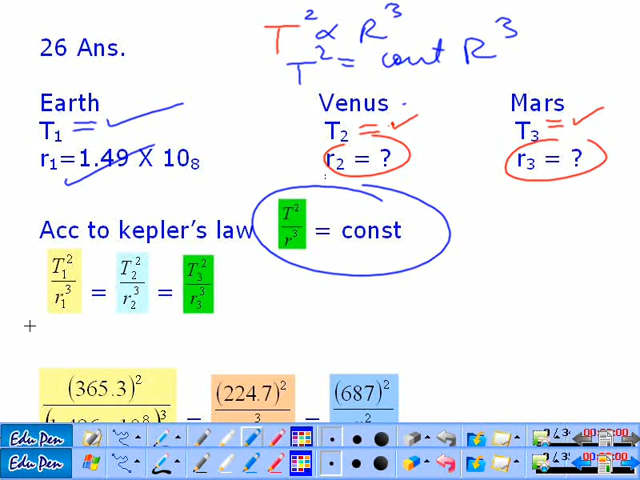 T² ∝ R³
T² = cont R³
26 Ans.
Earth Venus Mars
T₁ = T₂ = T₃ =
r₁=1.49 X 10₈ r₂ = ? r₃ = ?
Acc to kepler's law T²/r³ = const
T₁²/r₁³ = T₂²/r₂³ = T₃²/r₃³
(365.3)² = (224.7)² = (687)²
Edu Pen
Edu Pen